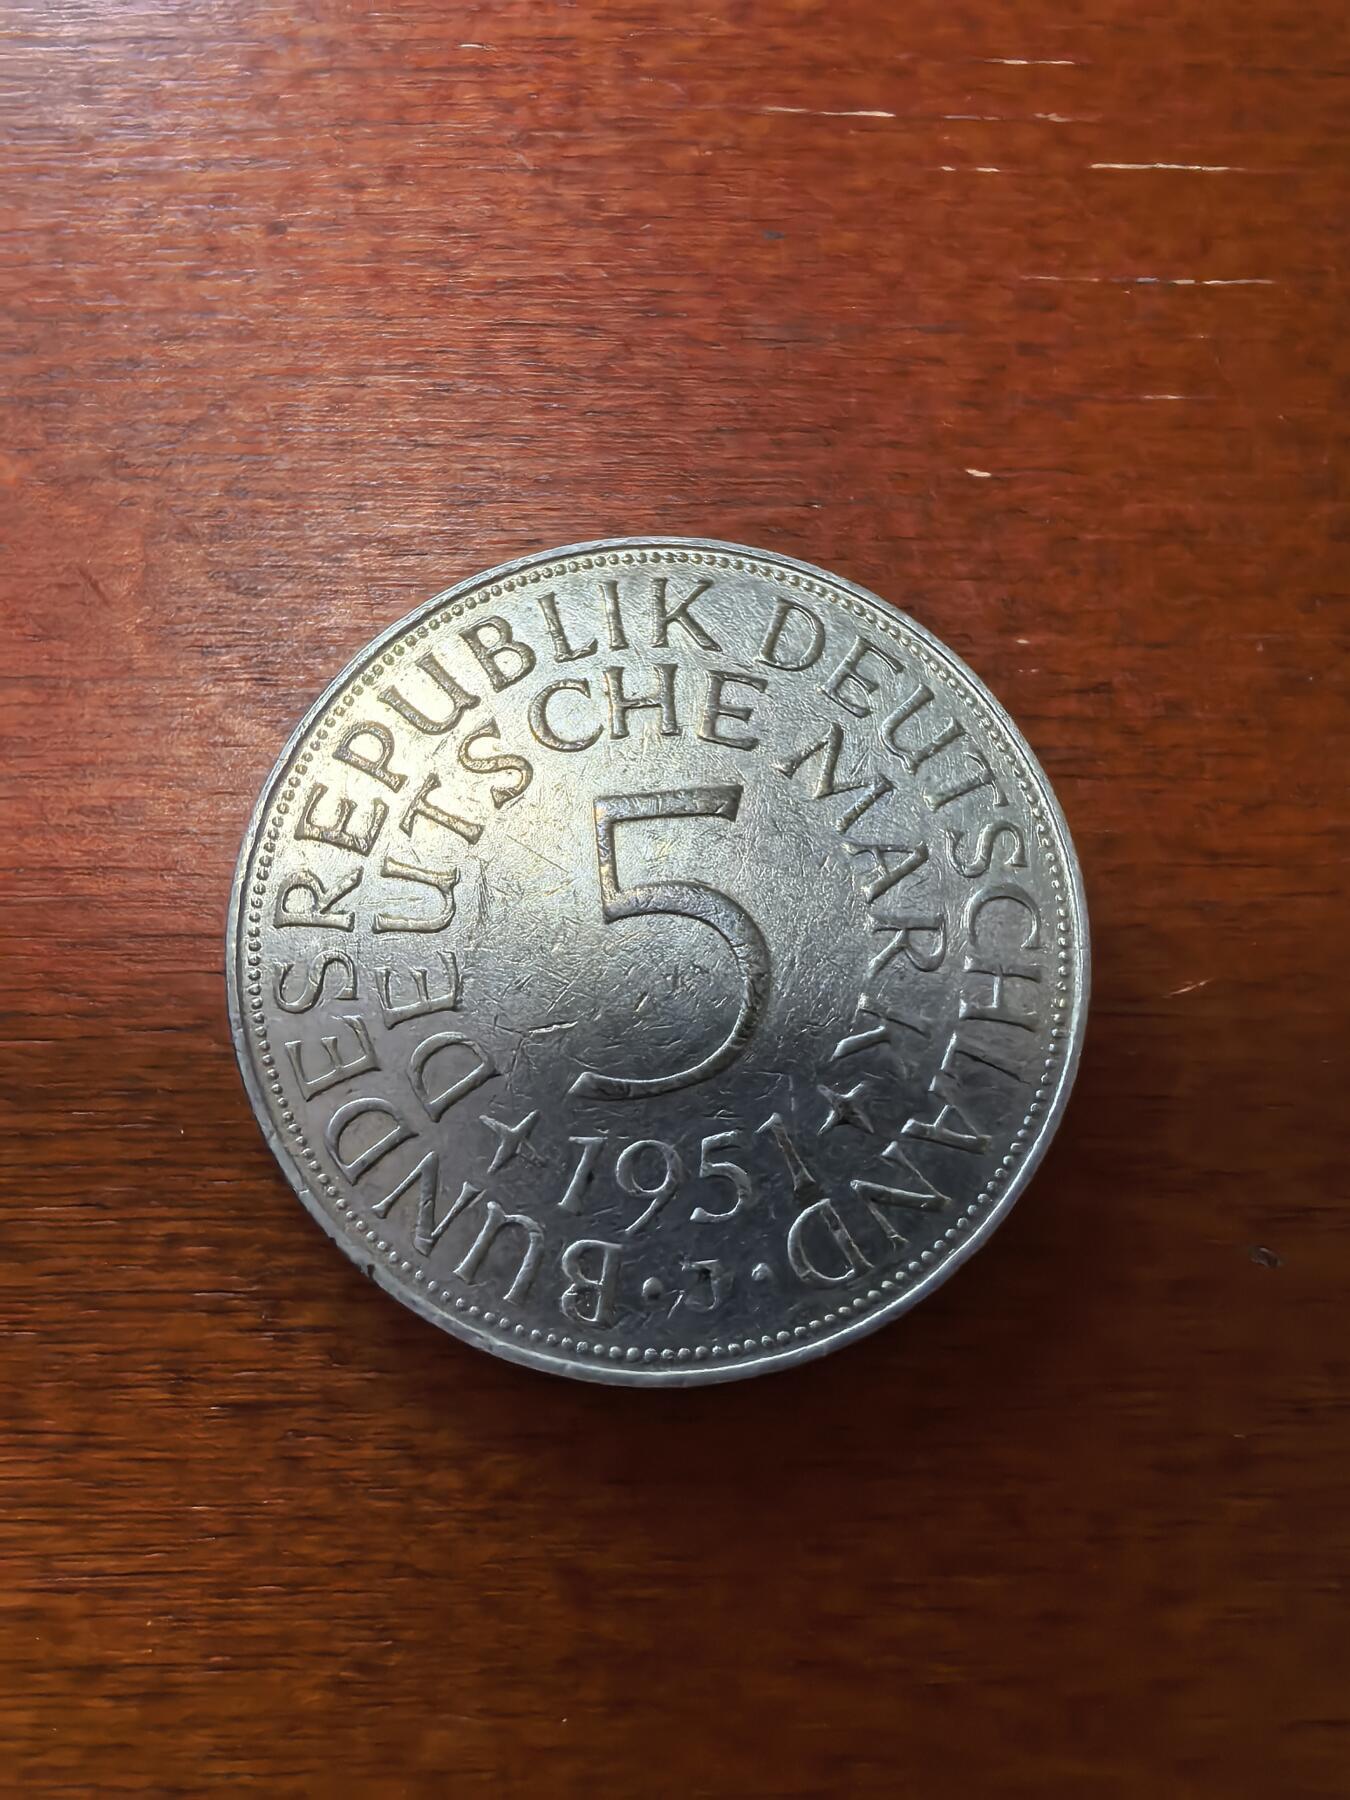 BUNDESREPUBLIK DEUTSCHLAND
DEUTSCHE MARK
5
1951
J